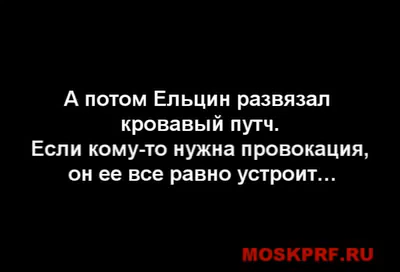 А потом Ельцин развязал
кровавый путч.
Если кому-то нужна провокация,
он ее все равно устроит...
MOSKPRF.RU